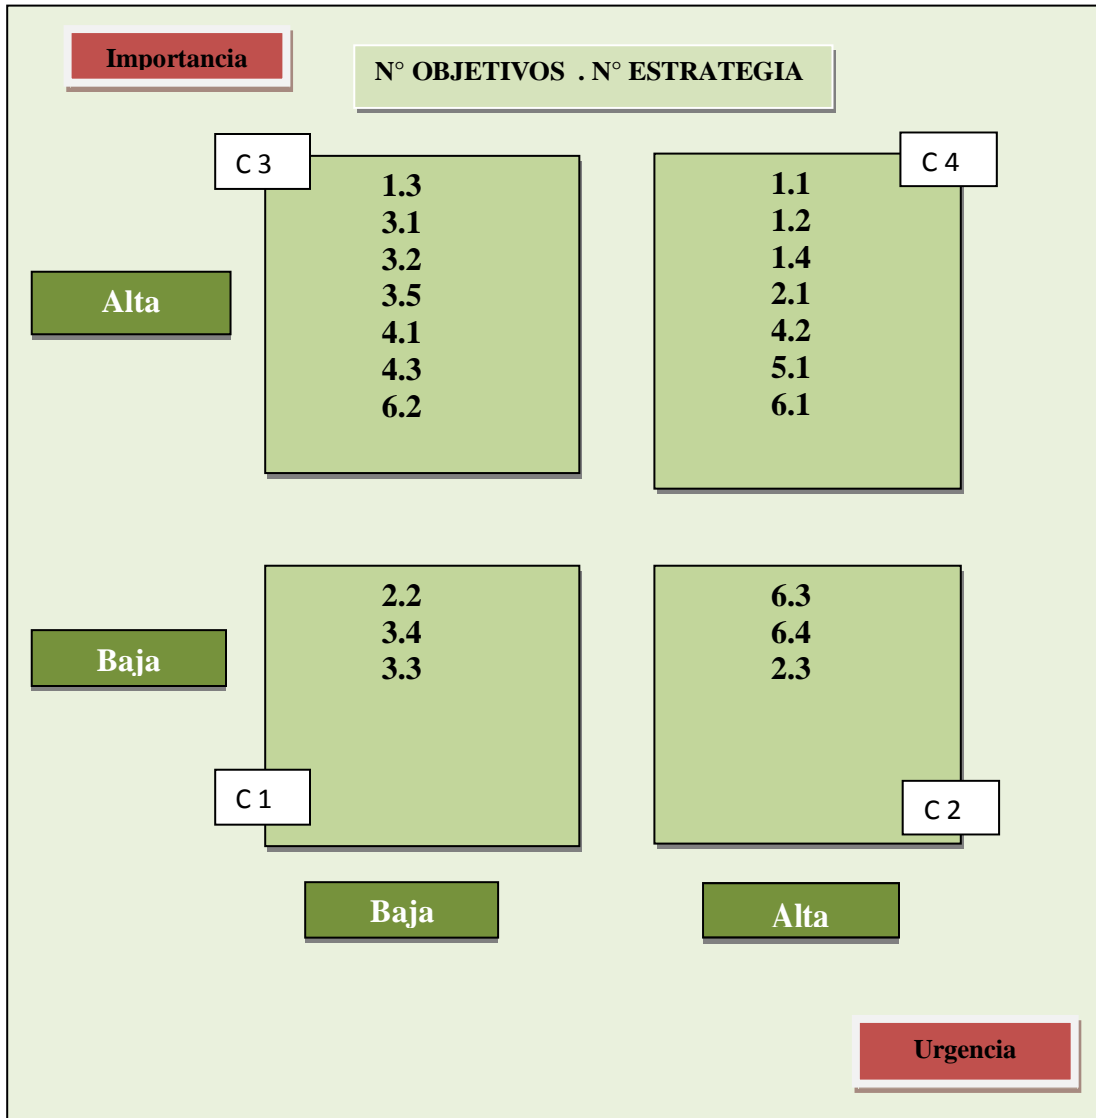 Importancia
N° OBJETIVOS . N° ESTRATEGIA
C 3
1.3
3.1
3.2
3.5
4.1
4.3
6.2
C 4
1.1
1.2
1.4
2.1
4.2
5.1
6.1
Alta
2.2
3.4
3.3
C 1
6.3
6.4
2.3
C 2
Baja
Baja
Alta
Urgencia